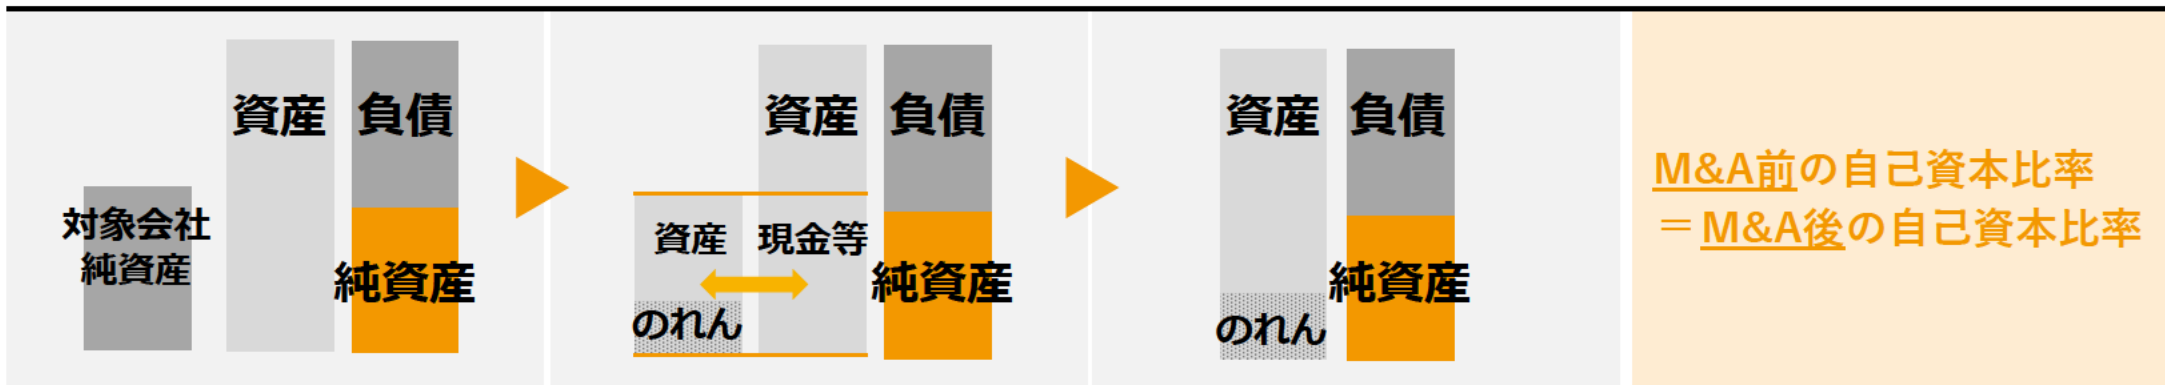 対象会社
純資産
資産
負債
純資産
資産
負債
資産
現金等
純資産
のれん
資産
負債
純資産
のれん
M&A前の自己資本比率
＝M&A後の自己資本比率